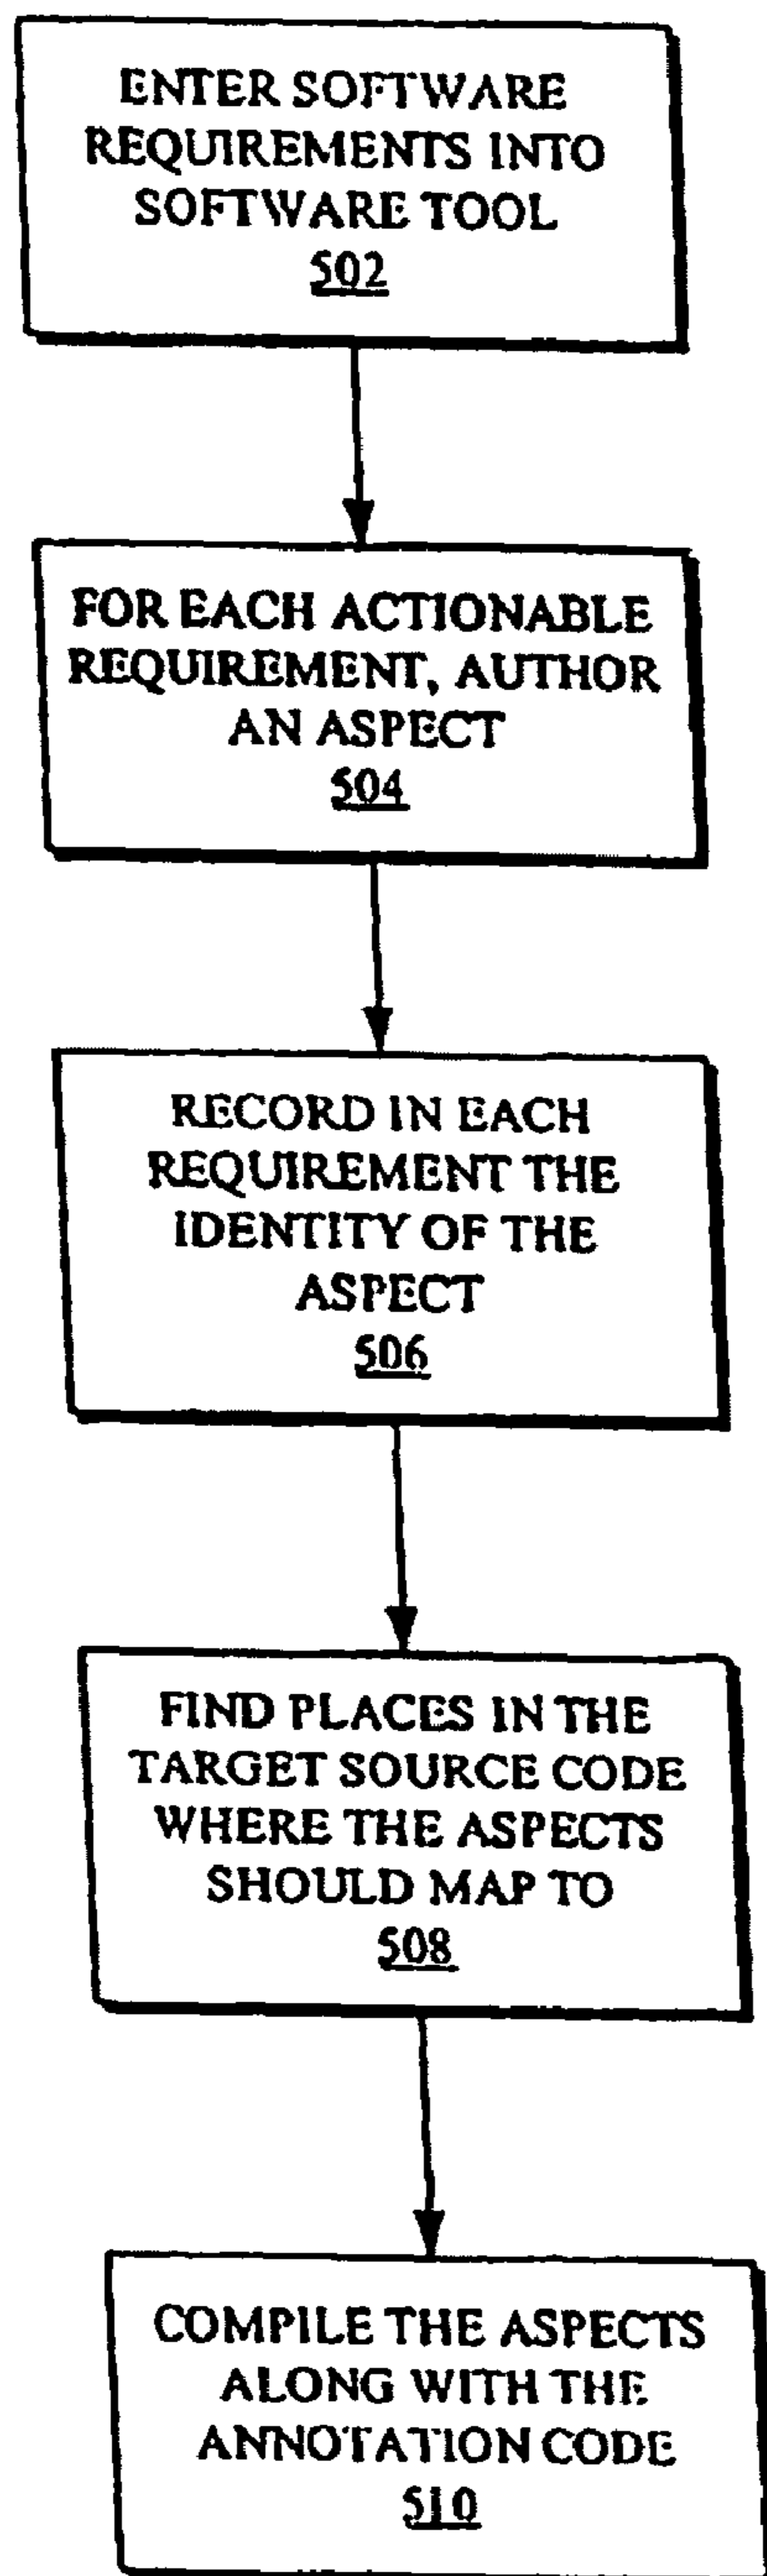 ENTER SOFTWARE
REQUIREMENTS INTO
SOFTWARE TOOL
502
FOR EACH ACTIONABLE
REQUIREMENT, AUTHOR
AN ASPECT
504
RECORD IN EACH
REQUIREMENT THE
IDENTITY OF THE
ASPECT
506
FIND PLACES IN THE
TARGET SOURCE CODE
WHERE THE ASPECTS
SHOULD MAP TO
508
COMPILE THE ASPECTS
ALONG WITH THE
ANNOTATION CODE
510